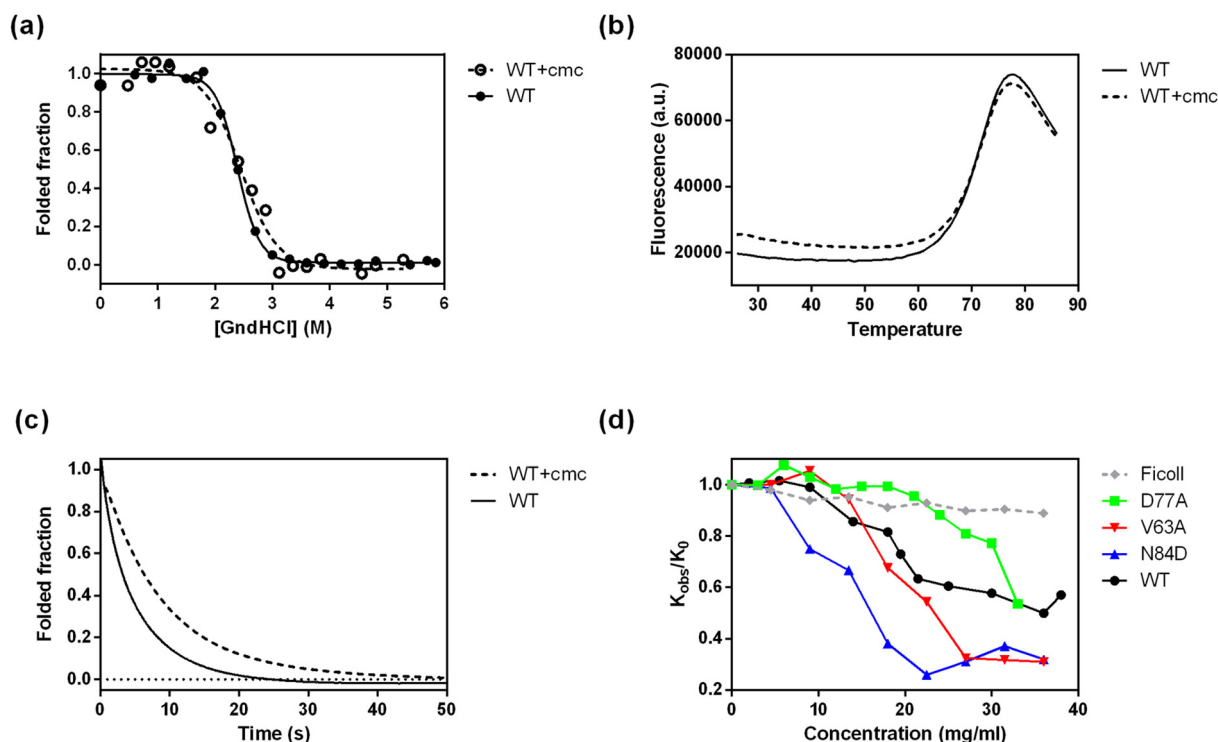 (a)
1.0
0.8
0.6
0.4
0.2
0.0
Folded fraction
0
1
2
3
4
5
6
[GndHCl] (M)
WT+cmc
WT
(b)
80000
60000
40000
20000
Fluorescence (a.u.)
30
40
50
60
70
80
90
Temperature
WT
WT+cmc
(c)
1.0
0.8
0.6
0.4
0.2
0.0
Folded fraction
0
10
20
30
40
50
Time (s)
WT+cmc
WT
(d)
1.0
0.8
0.6
0.4
0.2
Kobs/K0
0
10
20
30
40
Concentration (mg/ml)
Ficoll
D77A
V63A
N84D
WT